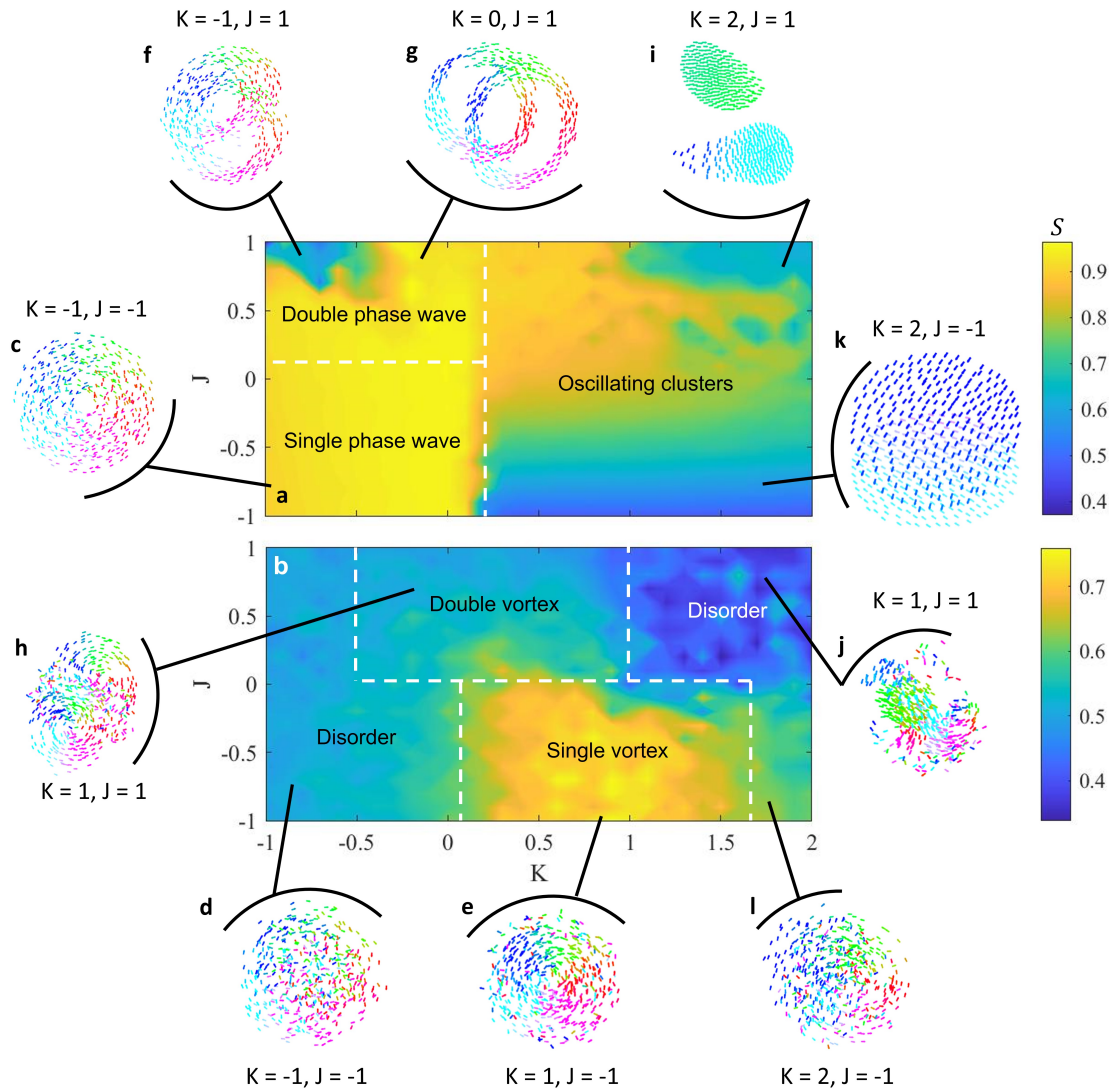 K = -1, J = 1
K = 0, J = 1
K = 2, J = 1
f
g
i
S
K = -1, J = -1
c
1
0.5
0
-0.5
-1
J
Double phase wave
Single phase wave
Oscillating clusters
a
K = 2, J = -1
k
0.9
0.8
0.7
0.6
0.5
0.4
b
1
0.5
0
-0.5
-1
J
Double vortex
Disorder
Disorder
Single vortex
-1
-0.5
0
0.5
1
1.5
2
K
0.7
0.6
0.5
0.4
h
K = 1, J = 1
K = 1, J = 1
j
d
e
l
K = -1, J = -1
K = 1, J = -1
K = 2, J = -1